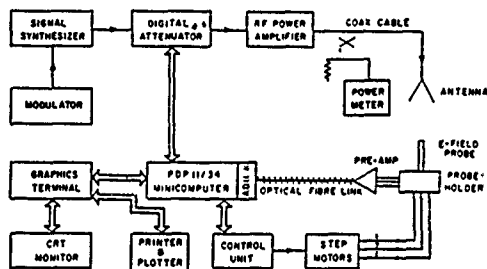 SIGNAL
SYNTHESIZER
DIGITAL
ATTENUATOR
RF POWER
AMPLIFIER
COAX CABLE
MODULATOR
POWER
METER
ANTENNA
GRAPHICS
TERMINAL
PDP 11/34
MINICOMPUTER
AD11 K
OPTICAL FIBRE LINK
PRE-AMP
E-FIELD
PROBE
PROBE-
HOLDER
CRT
MONITOR
PRINTER
&
PLOTTER
CONTROL
UNIT
STEP
MOTORS